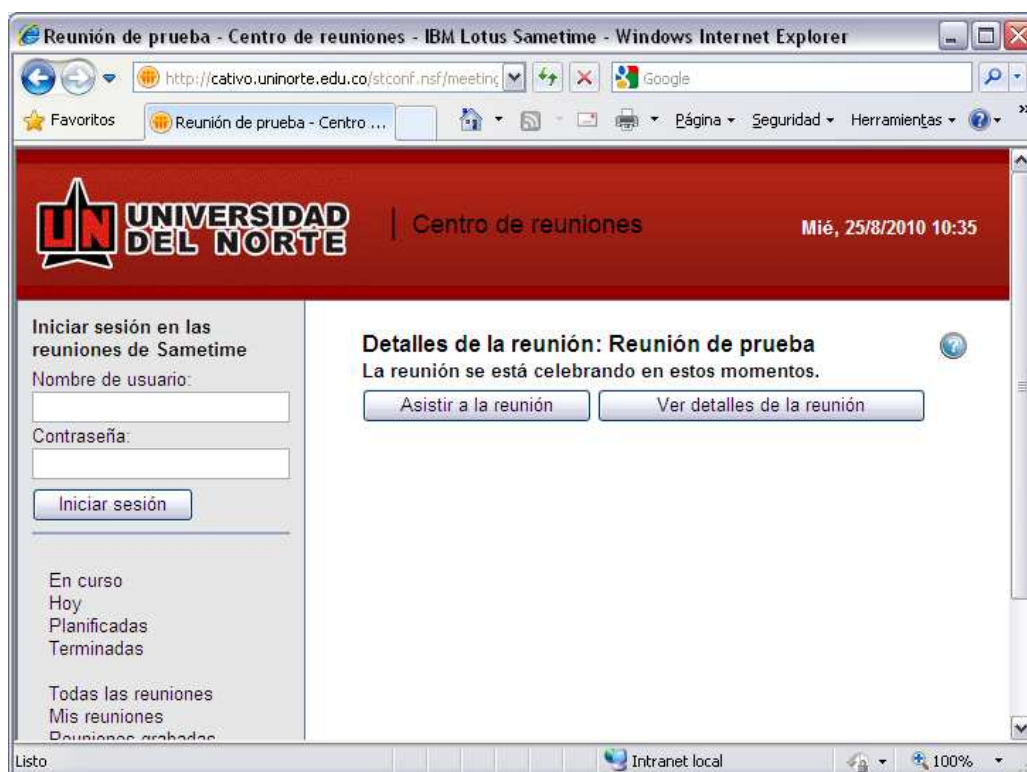 Reunión de prueba - Centro de reuniones - IBM Lotus Sametime - Windows Internet Explorer
http://cativo.uninorte.edu.co/stconf.nsf/meeting
Google
Favoritos
Reunión de prueba - Centro ...
Página
Seguridad
Herramientas
UN
UNIVERSIDAD
DEL NORTE
Centro de reuniones
Mié, 25/8/2010 10:35
Iniciar sesión en las
reuniones de Sametime
Nombre de usuario:
Contraseña:
Iniciar sesión
En curso
Hoy
Planificadas
Terminadas
Todas las reuniones
Mis reuniones
Reuniones grabadas
Detalles de la reunión: Reunión de prueba
La reunión se está celebrando en estos momentos.
Asistir a la reunión
Ver detalles de la reunión
Listo
Intranet local
100%